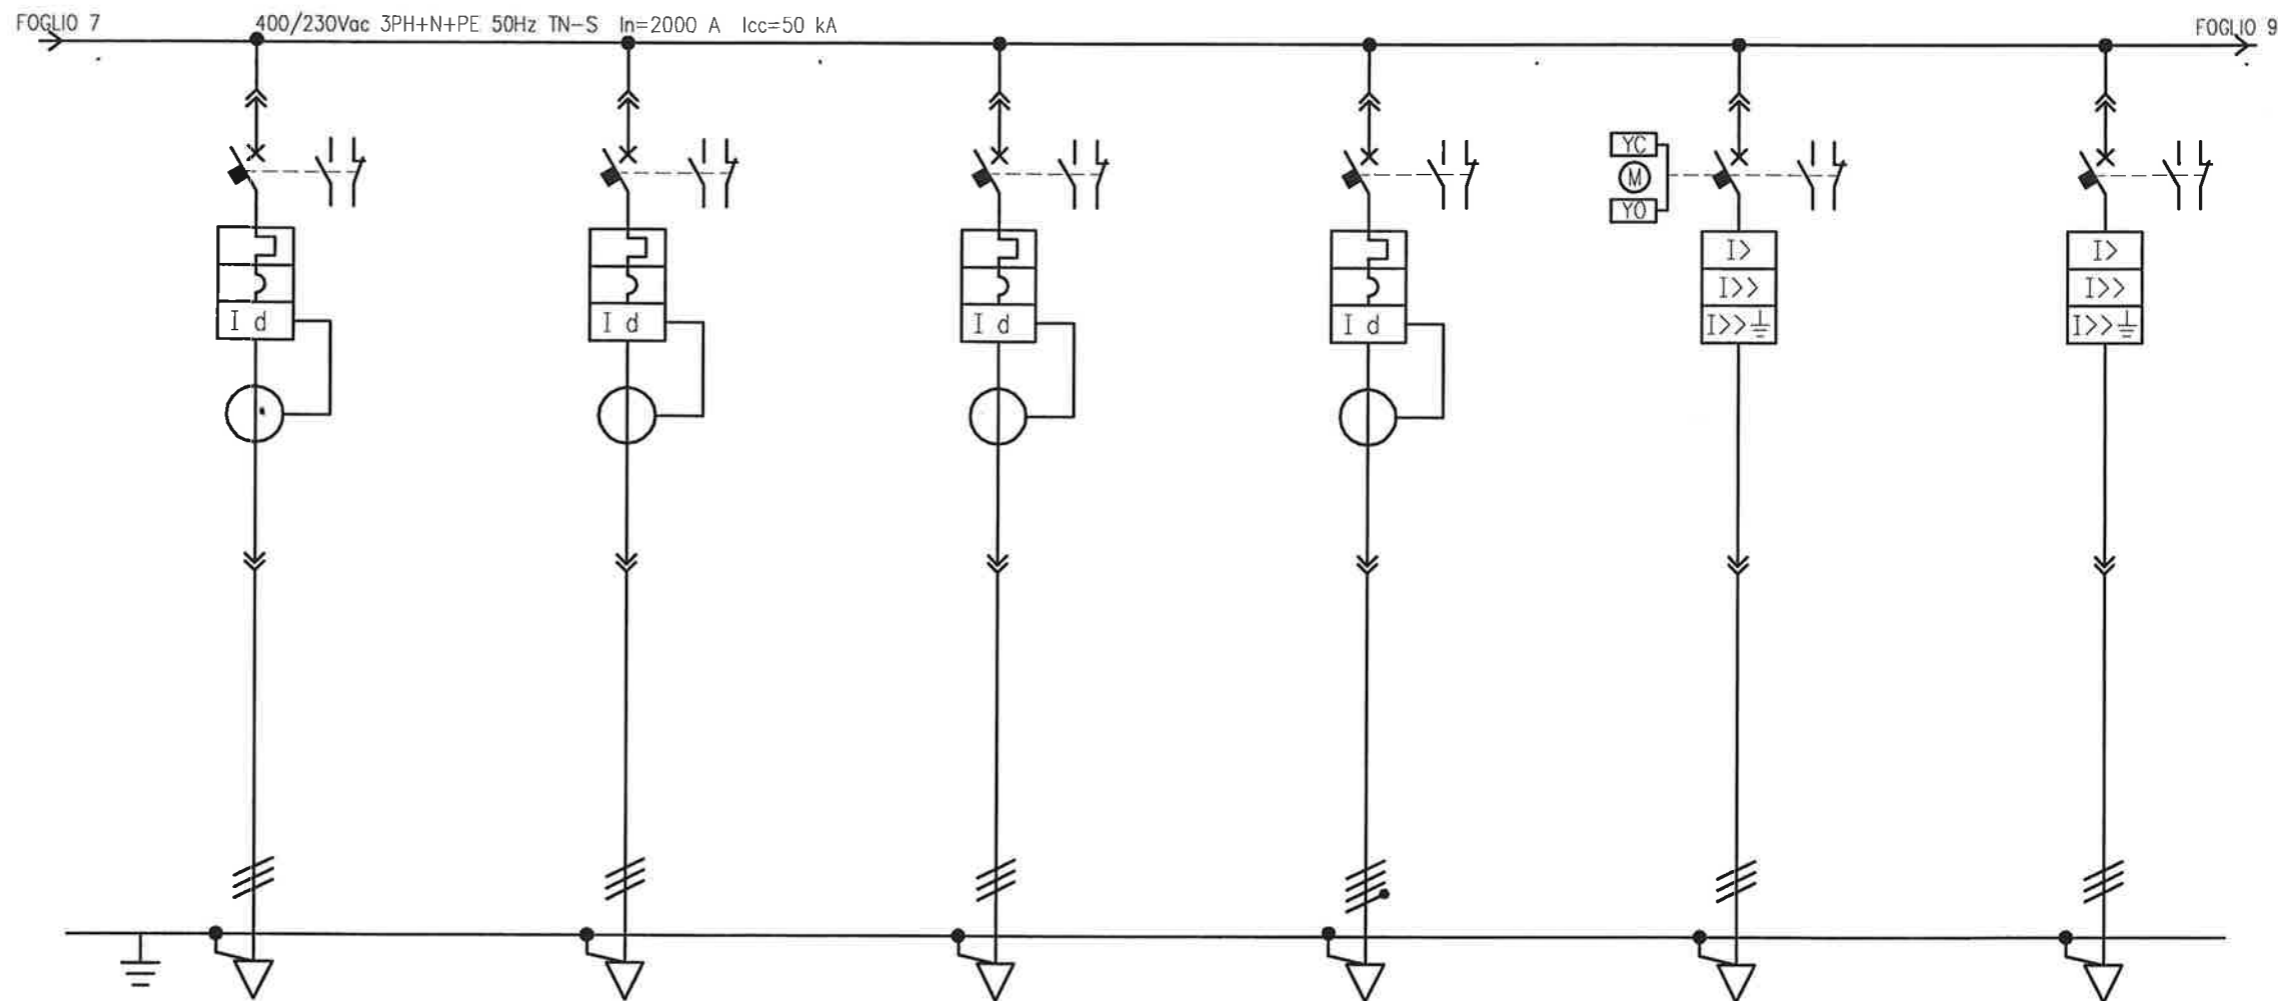 FOGLIO 7
400/230Vac 3PH+N+PE 50Hz TN-S In=2000 A Icc=50 kA
FOGLIO 9
YC
M
YO
I>
I>
I>>
I>>
I d
I d
I d
I d
I>>
I>>